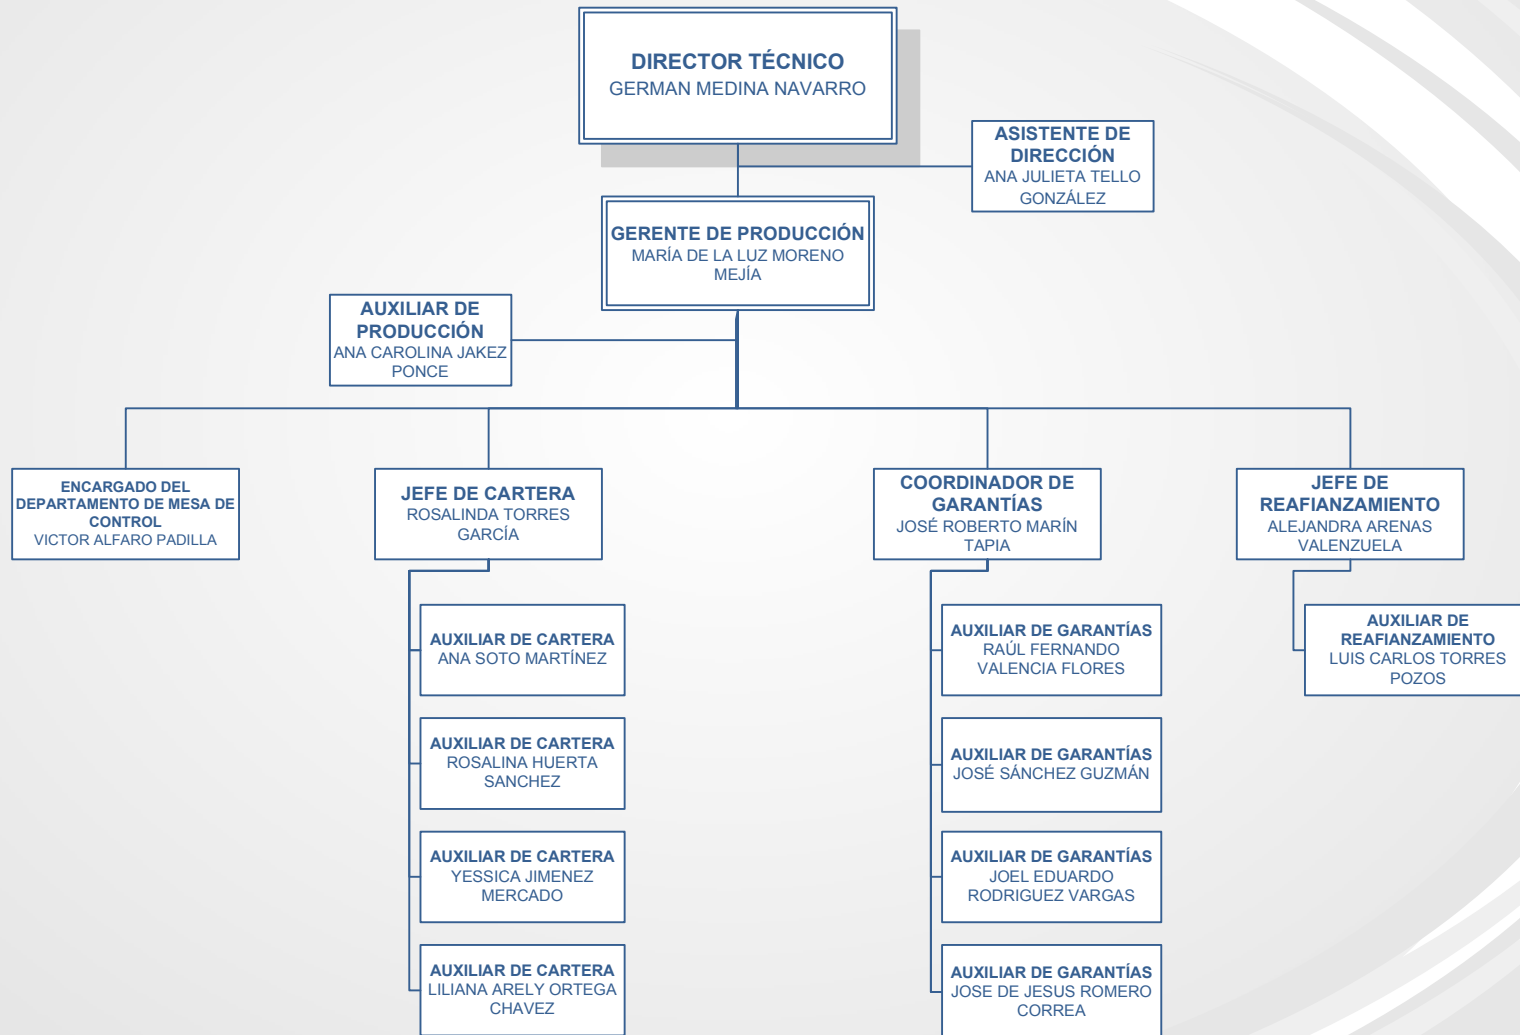 DIRECTOR TÉCNICO
GERMAN MEDINA NAVARRO
ASISTENTE DE
DIRECCIÓN
ANA JULIETA TELLO
GONZÁLEZ
GERENTE DE PRODUCCIÓN
MARÍA DE LA LUZ MORENO
MEJÍA
AUXILIAR DE
PRODUCCIÓN
ANA CAROLINA JAKEZ
PONCE
ENCARGADO DEL
DEPARTAMENTO DE MESA DE
CONTROL
VICTOR ALFARO PADILLA
JEFE DE CARTERA
ROSALINDA TORRES
GARCÍA
COORDINADOR DE
GARANTÍAS
JOSÉ ROBERTO MARÍN
TAPIA
JEFE DE
REAFIANZAMIENTO
ALEJANDRA ARENAS
VALENZUELA
AUXILIAR DE CARTERA
ANA SOTO MARTÍNEZ
AUXILIAR DE CARTERA
ROSALINA HUERTA
SANCHEZ
AUXILIAR DE CARTERA
YESSICA JIMENEZ
MERCADO
AUXILIAR DE CARTERA
LILIANA ARELY ORTEGA
CHAVEZ
AUXILIAR DE GARANTÍAS
RAÚL FERNANDO
VALENCIA FLORES
AUXILIAR DE GARANTÍAS
JOSÉ SÁNCHEZ GUZMÁN
AUXILIAR DE GARANTÍAS
JOEL EDUARDO
RODRIGUEZ VARGAS
AUXILIAR DE GARANTÍAS
JOSE DE JESUS ROMERO
CORREA
AUXILIAR DE
REAFIANZAMIENTO
LUIS CARLOS TORRES
POZOS